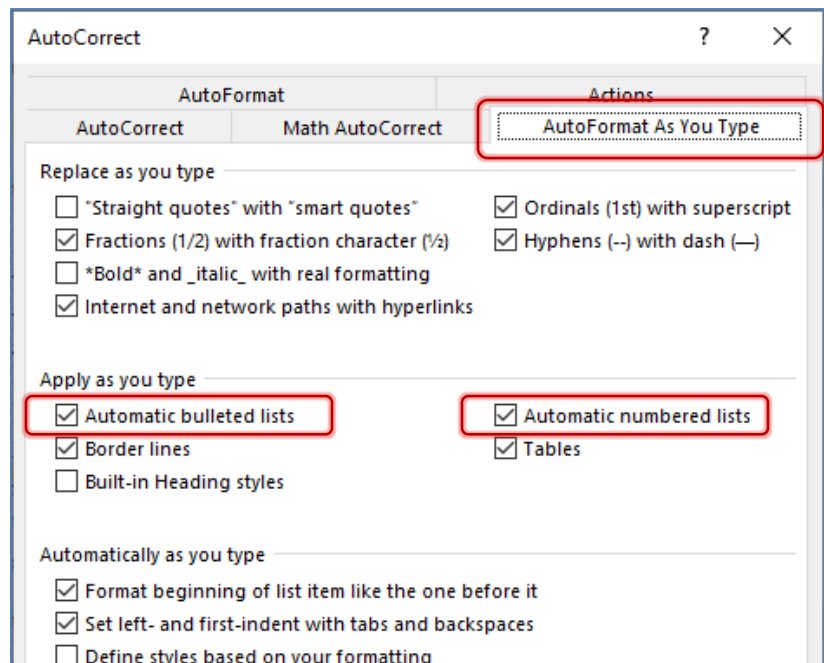 AutoCorrect ?
AutoFormat Actions
AutoCorrect Math AutoCorrect AutoFormat As You Type
Replace as you type
"Straight quotes" with “smart quotes”
Ordinals (1st) with superscript
Fractions (1/2) with fraction character (½)
Hyphens (--) with dash (—)
*Bold* and _italic_ with real formatting
Internet and network paths with hyperlinks
Apply as you type
Automatic bulleted lists
Automatic numbered lists
Border lines
Tables
Built-in Heading styles
Automatically as you type
Format beginning of list item like the one before it
Set left- and first-indent with tabs and backspaces
Define styles based on your formatting